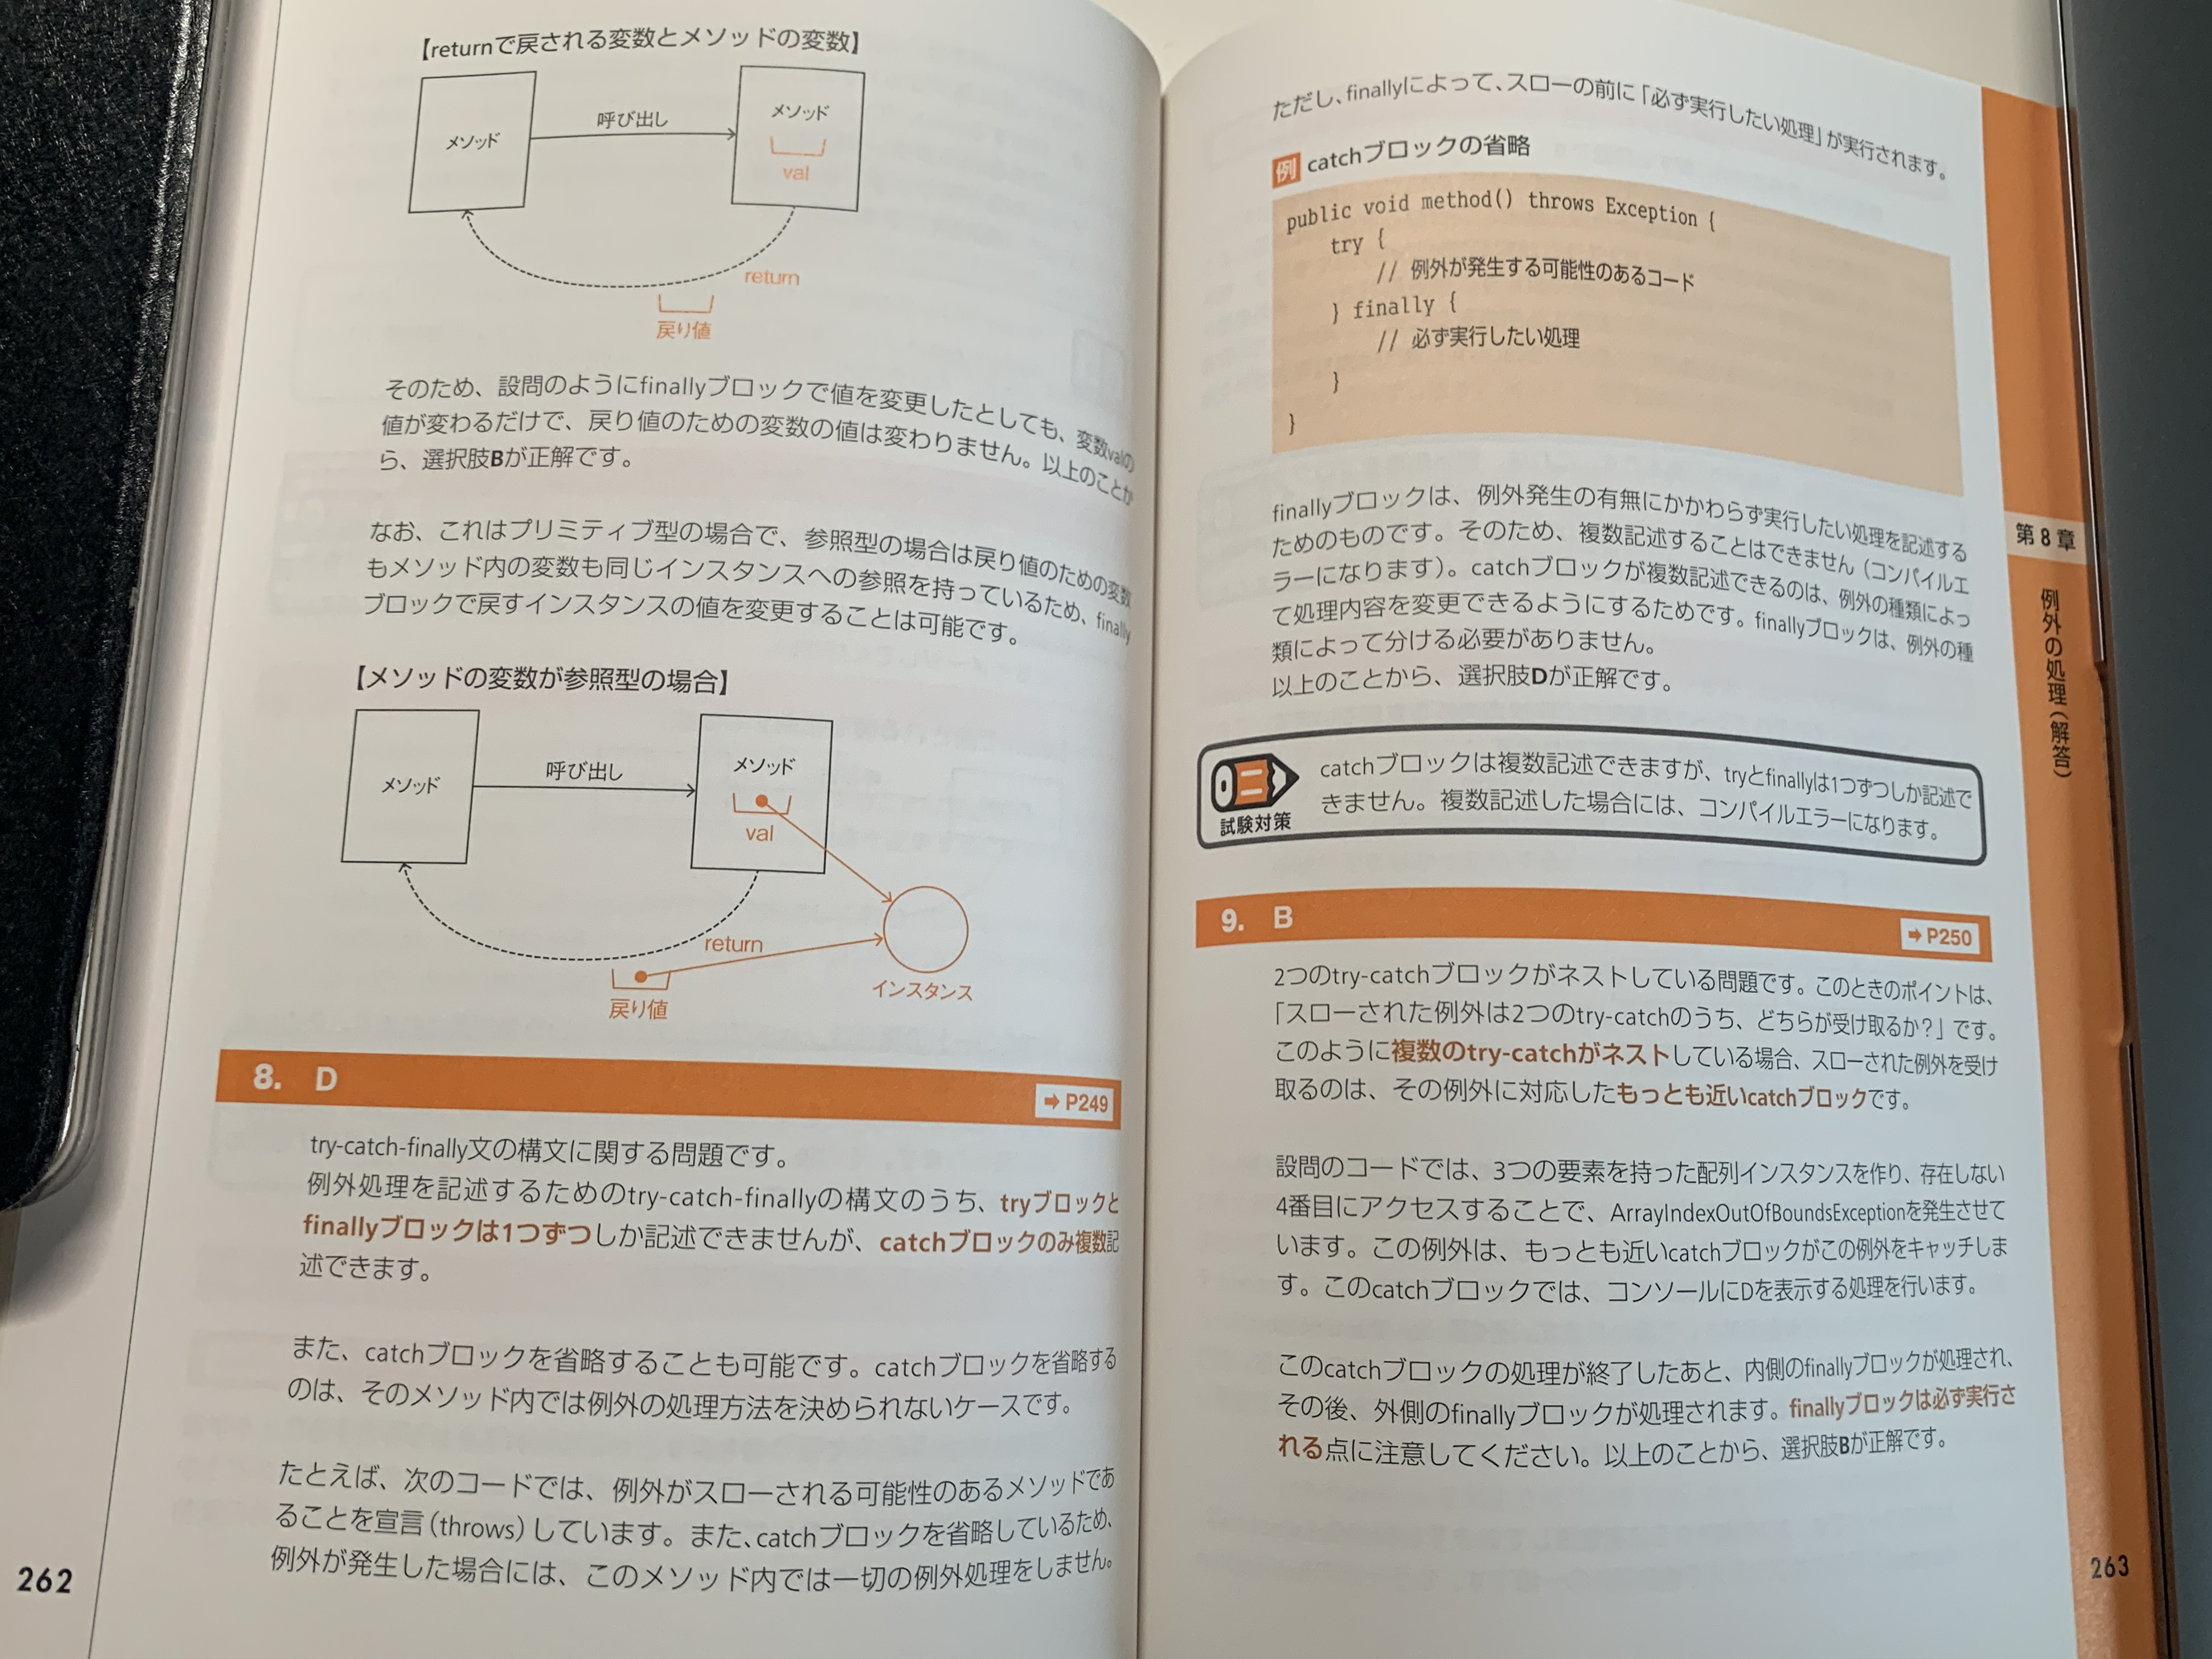 【returnで戻される変数とメソッドの変数】
メソッド
呼び出し
メソッド
val
return
戻り値
そのため、設問のようにfinallyブロックで値を変更したとしても、変数valの
値が変わるだけで、戻り値のための変数の値は変わりません。以上のことか
ら、選択肢Bが正解です。
なお、これはプリミティブ型の場合で、参照型の場合は戻り値のための変数
もメソッド内の変数も同じインスタンスへの参照を持っているため、finally
ブロックで戻すインスタンスの値を変更することは可能です。
【メソッドの変数が参照型の場合】
メソッド
呼び出し
メソッド
val
return
戻り値
インスタンス
8. D
➡ P249
try-catch-finally文の構文に関する問題です。
例外処理を記述するためのtry-catch-finallyの構文のうち、tryブロックと
finallyブロックは1つずつしか記述できませんが、catchブロックのみ複数記
述できます。
また、catchブロックを省略することも可能です。catchブロックを省略する
のは、そのメソッド内では例外の処理方法を決められないケースです。
たとえば、次のコードでは、例外がスローされる可能性のあるメソッドであ
ることを宣言（throws）しています。また、catchブロックを省略しているため、
例外が発生した場合には、このメソッド内では一切の例外処理をしません。
262
ただし、finallyによって、スローの前に「必ず実行したい処理」が実行されます。
例 catchブロックの省略
public void method() throws Exception {
    try {
        // 例外が発生する可能性のあるコード
    } finally {
        // 必ず実行したい処理
    }
}
finallyブロックは、例外発生の有無にかかわらず実行したい処理を記述する
ためのものです。そのため、複数記述することはできません（コンパイルエ
ラーになります）。catchブロックが複数記述できるのは、例外の種類によっ
て処理内容を変更できるようにするためです。finallyブロックは、例外の種
類によって分ける必要がありません。
以上のことから、選択肢Dが正解です。
試験対策
catchブロックは複数記述できますが、tryとfinallyは1つずつしか記述で
きません。複数記述した場合には、コンパイルエラーになります。
9. B
➡ P250
2つのtry-catchブロックがネストしている問題です。このときのポイントは、
「スローされた例外は2つのtry-catchのうち、どちらが受け取るか？」です。
このように複数のtry-catchがネストしている場合、スローされた例外を受け
取るのは、その例外に対応したもっとも近いcatchブロックです。
設問のコードでは、3つの要素を持った配列インスタンスを作り、存在しない
4番目にアクセスすることで、ArrayIndexOutOfBoundsExceptionを発生させて
います。この例外は、もっとも近いcatchブロックがこの例外をキャッチしま
す。このcatchブロックでは、コンソールにDを表示する処理を行います。
このcatchブロックの処理が終了したあと、内側のfinallyブロックが処理され、
その後、外側のfinallyブロックが処理されます。finallyブロックは必ず実行さ
れる点に注意してください。以上のことから、選択肢Bが正解です。
第8章
例外の処理（解答）
263